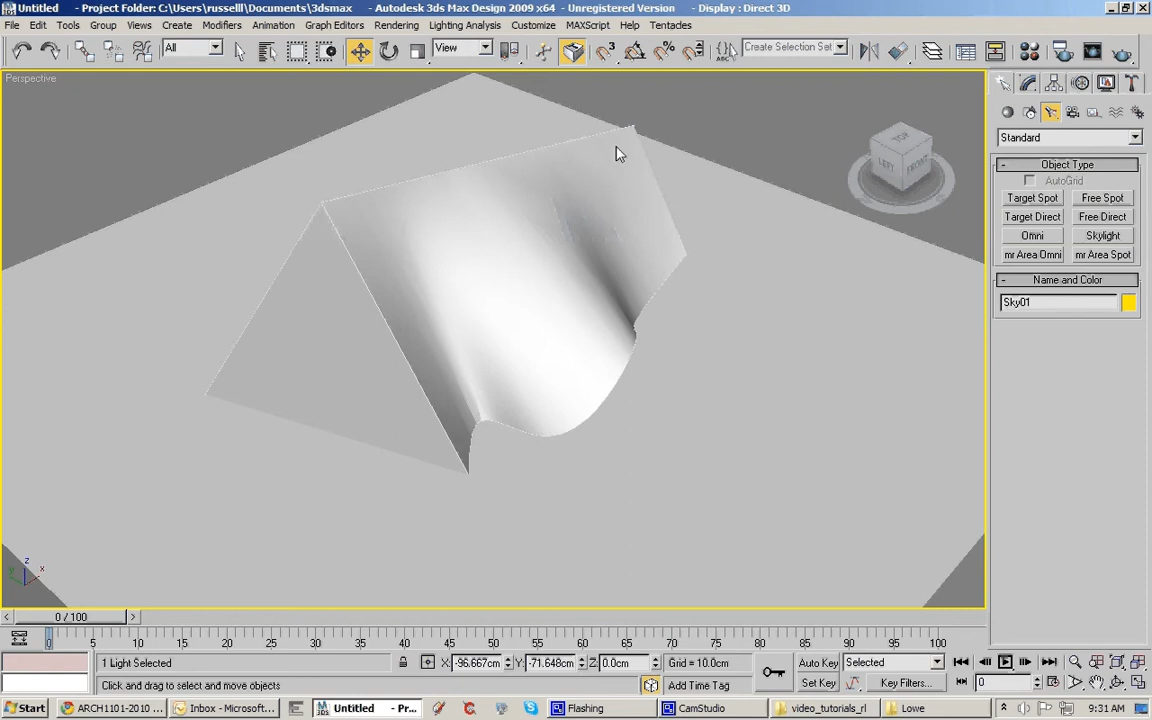 Untitled - Project Folder: C:\Users\russelll\Documents\3dsmax - Autodesk 3ds Max Design 2009 x64 - Unregistered Version - Display : Direct 3D
File Edit Tools Group Views Create Modifiers Animation Graph Editors Rendering Lighting Analysis Customize MAXScript Help Tentacles
All View Create Selection Set
Perspective
TOP
LEFT FRONT
Standard
- Object Type
AutoGrid
Target Spot Free Spot
Target Direct Free Direct
Omni Skylight
mr Area Omni mr Area Spot
- Name and Color
Sky01
z
x
y
< 0 / 100 >
0 5 10 15 20 25 30 35 40 45 50 55 60 65 70 75 80 85 90 95 100
1 Light Selected X: -96.667cm Y: -71.648cm Z: 0.0cm Grid = 10.0cm Auto Key Selected
Click and drag to select and move objects Add Time Tag Set Key Key Filters... 0
Start ARCH1101-2010 ... Inbox - Microsoft... Untitled - Pr... Flashing CamStudio video_tutorials_rl Lowe 9:31 AM